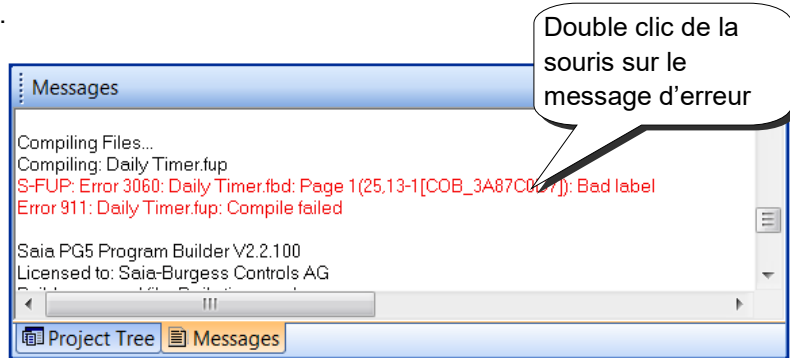 .
Double clic de la
souris sur le
message d'erreur
Messages
Compiling Files...
Compiling: Daily Timer.fup
S-FUP: Error 3060: Daily Timer.fbd: Page 1(25,13-1[COB_3A87C0 7]): Bad label
Error 911: Daily Timer.fup: Compile failed
Saia PG5 Program Builder V2.2.100
Licensed to: Saia-Burgess Controls AG
Project Tree
Messages